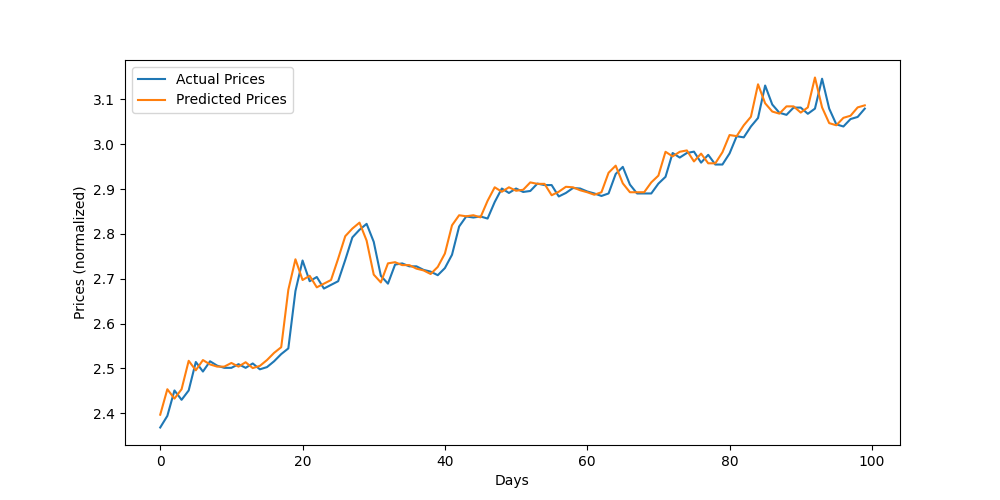 Actual Prices
Predicted Prices
3.1
3.0
2.9
2.8
2.7
2.6
2.5
2.4
Prices (normalized)
0 20 40 60 80 100
Days